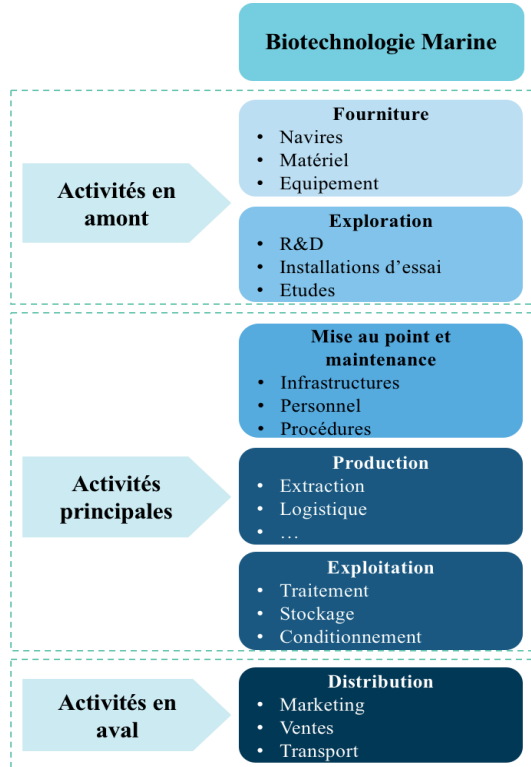 Biotechnologie Marine
Activités en
amont
Fourniture
• Navires
• Matériel
• Equipement
Exploration
• R&D
• Installations d'essai
• Etudes
Activités
principales
Mise au point et
maintenance
• Infrastructures
• Personnel
• Procédures
Production
• Extraction
• Logistique
• …
Exploitation
• Traitement
• Stockage
• Conditionnement
Activités en
aval
Distribution
• Marketing
• Ventes
• Transport